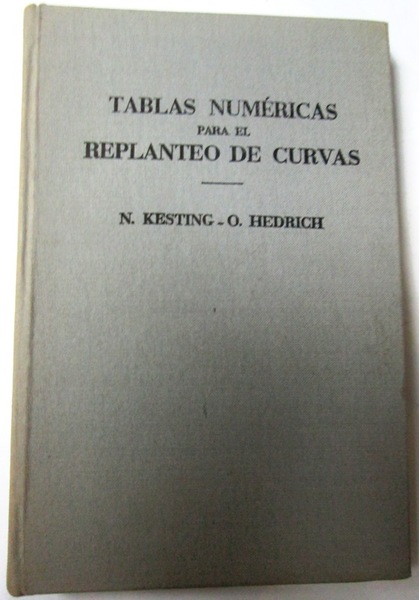 TABLAS NUMÉRICAS
PARA EL
REPLANTEO DE CURVAS
N. KESTING - O. HEDRICH